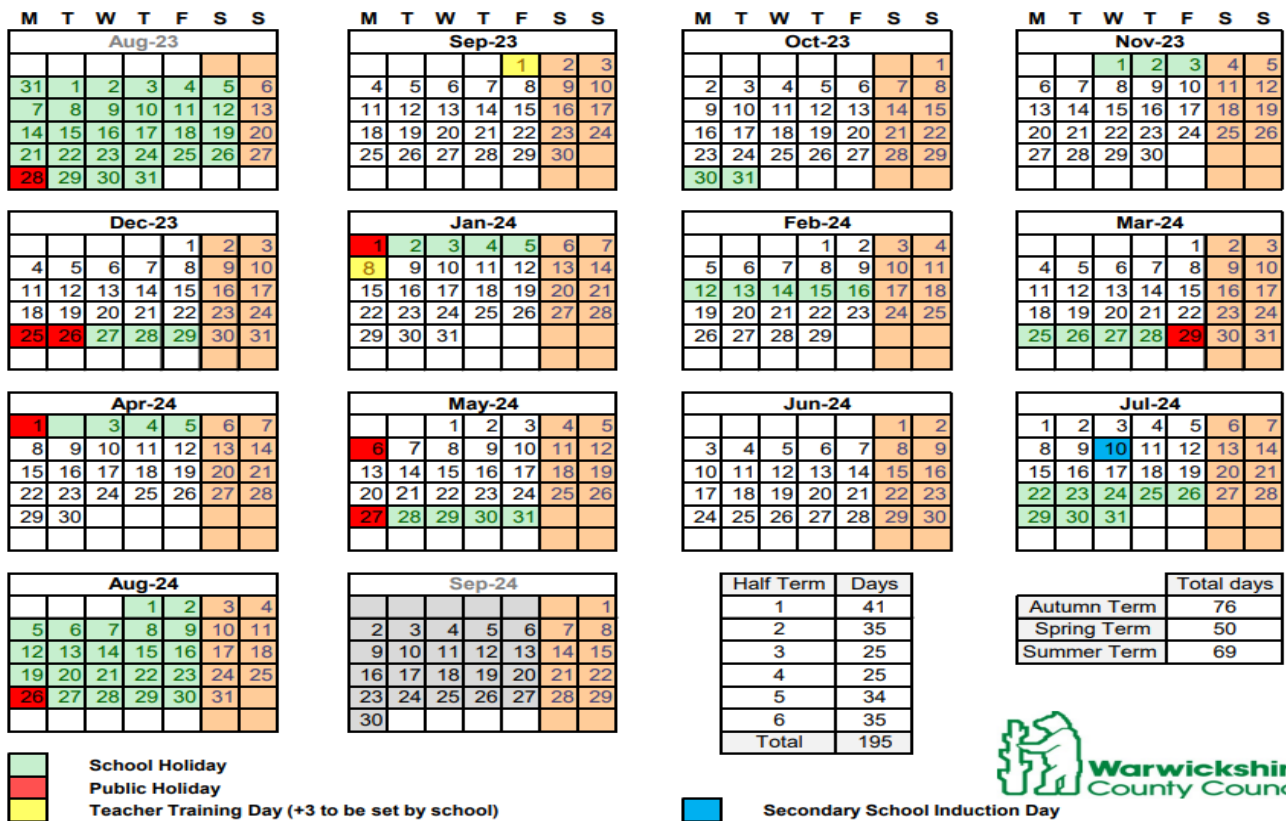 M T W T F S S
Aug-23
31 1 2 3 4 5 6
7 8 9 10 11 12 13
14 15 16 17 18 19 20
21 22 23 24 25 26 27
28 29 30 31
M T W T F S S
Sep-23
1 2 3
4 5 6 7 8 9 10
11 12 13 14 15 16 17
18 19 20 21 22 23 24
25 26 27 28 29 30
M T W T F S S
Oct-23
1
2 3 4 5 6 7 8
9 10 11 12 13 14 15
16 17 18 19 20 21 22
23 24 25 26 27 28 29
30 31
M T W T F S S
Nov-23
1 2 3 4 5
6 7 8 9 10 11 12
13 14 15 16 17 18 19
20 21 22 23 24 25 26
27 28 29 30
Dec-23
1 2 3
4 5 6 7 8 9 10
11 12 13 14 15 16 17
18 19 20 21 22 23 24
25 26 27 28 29 30 31
Jan-24
1 2 3 4 5 6 7
8 9 10 11 12 13 14
15 16 17 18 19 20 21
22 23 24 25 26 27 28
29 30 31
Feb-24
1 2 3 4
5 6 7 8 9 10 11
12 13 14 15 16 17 18
19 20 21 22 23 24 25
26 27 28 29
Mar-24
1 2 3
4 5 6 7 8 9 10
11 12 13 14 15 16 17
18 19 20 21 22 23 24
25 26 27 28 29 30 31
Apr-24
1 3 4 5 6 7
8 9 10 11 12 13 14
15 16 17 18 19 20 21
22 23 24 25 26 27 28
29 30
May-24
1 2 3 4 5
6 7 8 9 10 11 12
13 14 15 16 17 18 19
20 21 22 23 24 25 26
27 28 29 30 31
Jun-24
1 2
3 4 5 6 7 8 9
10 11 12 13 14 15 16
17 18 19 20 21 22 23
24 25 26 27 28 29 30
Jul-24
1 2 3 4 5 6 7
8 9 10 11 12 13 14
15 16 17 18 19 20 21
22 23 24 25 26 27 28
29 30 31
Aug-24
1 2 3 4
5 6 7 8 9 10 11
12 13 14 15 16 17 18
19 20 21 22 23 24 25
26 27 28 29 30 31
Sep-24
1
2 3 4 5 6 7 8
9 10 11 12 13 14 15
16 17 18 19 20 21 22
23 24 25 26 27 28 29
30
Half Term Days
1 41
2 35
3 25
4 25
5 34
6 35
Total 195
Total days
Autumn Term 76
Spring Term 50
Summer Term 69
School Holiday
Public Holiday
Teacher Training Day (+3 to be set by school)
Secondary School Induction Day
Warwickshir
County Counc